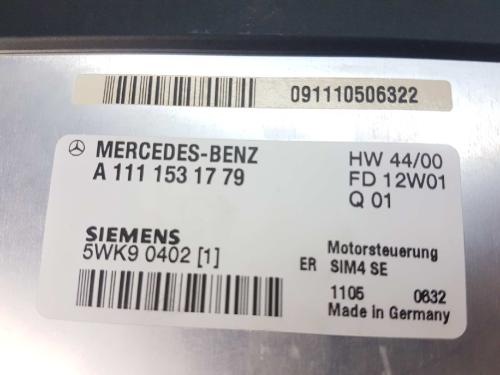 091110506322
MERCEDES-BENZ
A 111 153 17 79
HW 44/00
FD 12W01
Q 01
SIEMENS
5WK9 0402 [1]
Motorsteuerung
ER SIM4 SE
1105 0632
Made in Germany